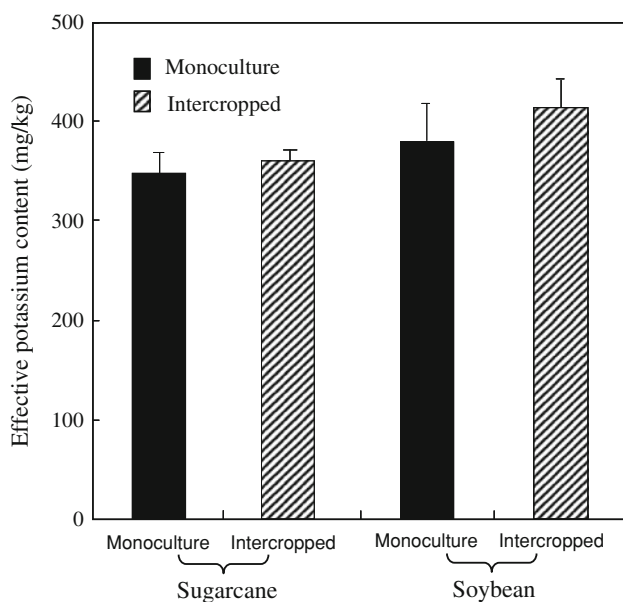 Effective potassium content (mg/kg)
500
400
300
200
100
0
Monoculture
Intercropped
Monoculture Intercropped Monoculture Intercropped
Sugarcane Soybean